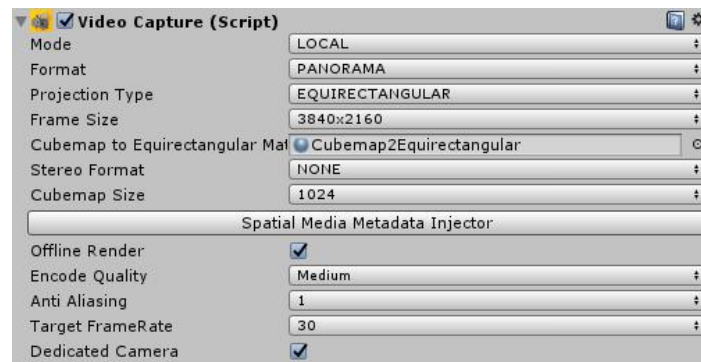 Video Capture (Script)
Mode LOCAL
Format PANORAMA
Projection Type EQUIRECTANGULAR
Frame Size 3840x2160
Cubemap to Equirectangular Mat Cubemap2Equirectangular
Stereo Format NONE
Cubemap Size 1024
Spatial Media Metadata Injector
Offline Render
Encode Quality Medium
Anti Aliasing 1
Target FrameRate 30
Dedicated Camera